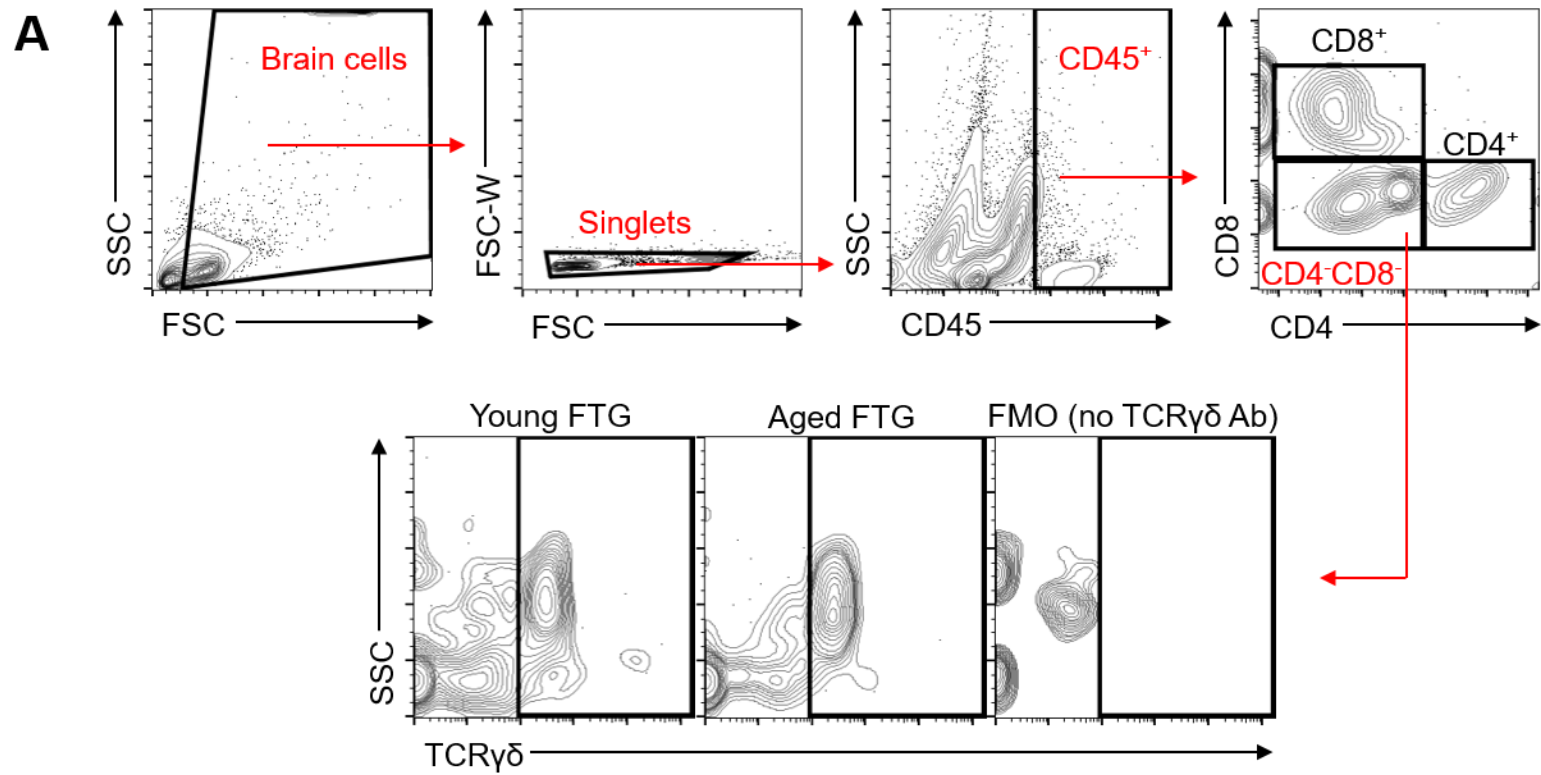 A
SSC
Brain cells
FSC
FSC-W
Singlets
FSC
SSC
CD45⁺
CD45
CD8
CD8⁺
CD4⁺
CD4⁻CD8⁻
CD4
Young FTG
Aged FTG
FMO (no TCRγδ Ab)
SSC
TCRγδ